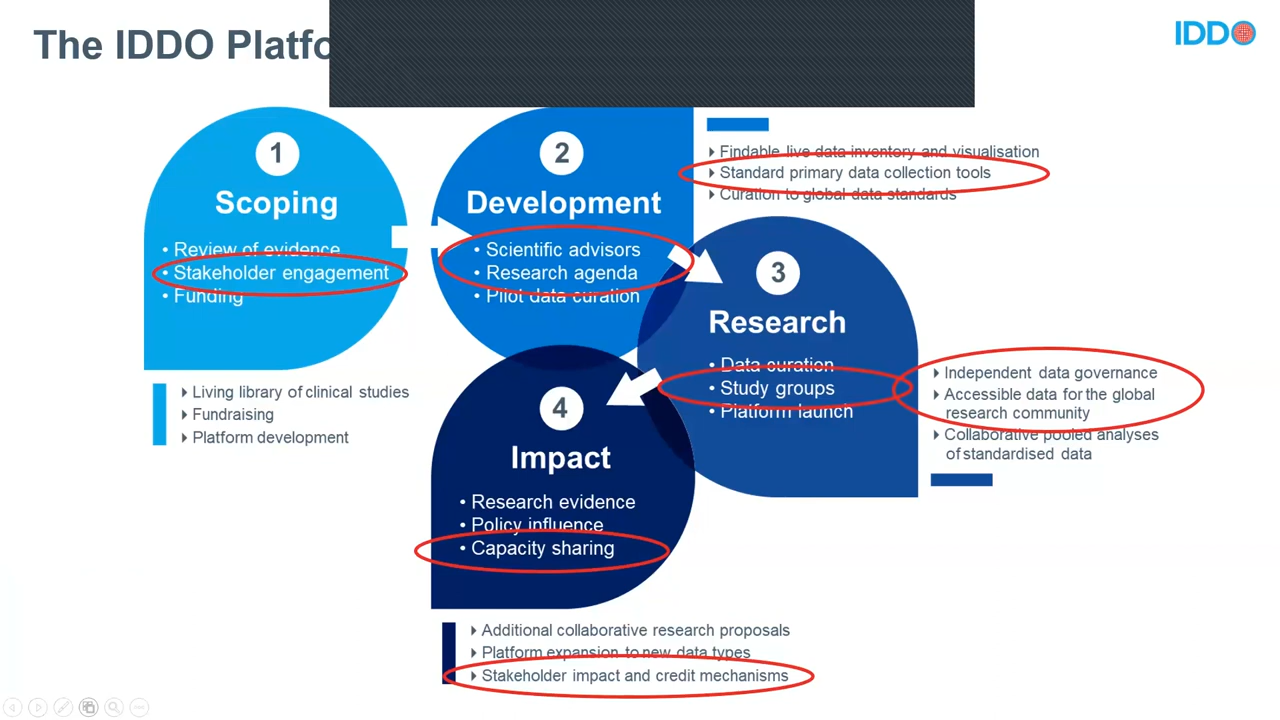 The IDDO Platfo
IDDO
1
Scoping
• Review of evidence
• Stakeholder engagement
• Funding
Living library of clinical studies
Fundraising
Platform development
2
Development
• Scientific advisors
• Research agenda
• Pilot data curation
Findable live data inventory and visualisation
Standard primary data collection tools
Curation to global data standards
3
Research
• Data curation
• Study groups
• Platform launch
Independent data governance
Accessible data for the global
research community
Collaborative pooled analyses
of standardised data
4
Impact
• Research evidence
• Policy influence
• Capacity sharing
Additional collaborative research proposals
Platform expansion to new data types
Stakeholder impact and credit mechanisms